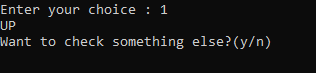 Enter your choice : 1
UP
Want to check something else?(y/n)